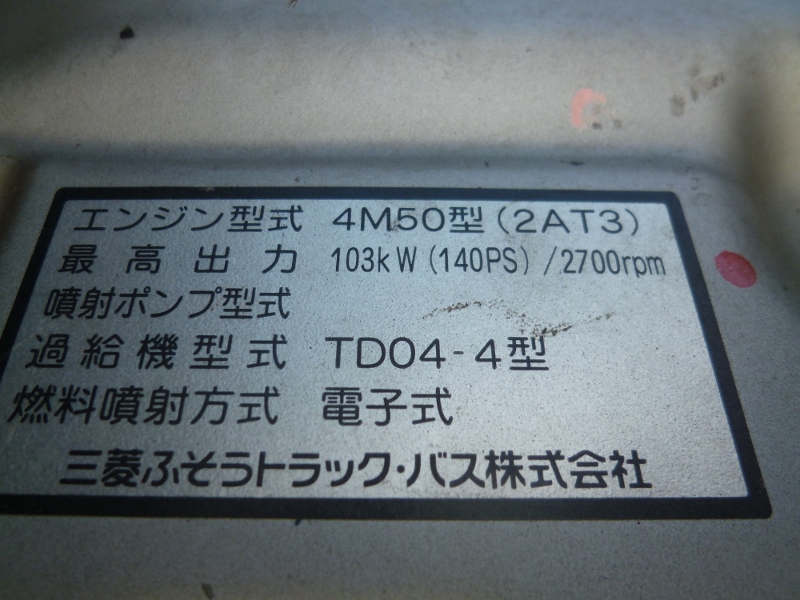 エンジン型式 4M50型(2AT3)
最高出力 103kW(140PS)/2700rpm
噴射ポンプ型式
過給機型式 TD04-4型
燃料噴射方式 電子式
三菱ふそうトラック・バス株式会社